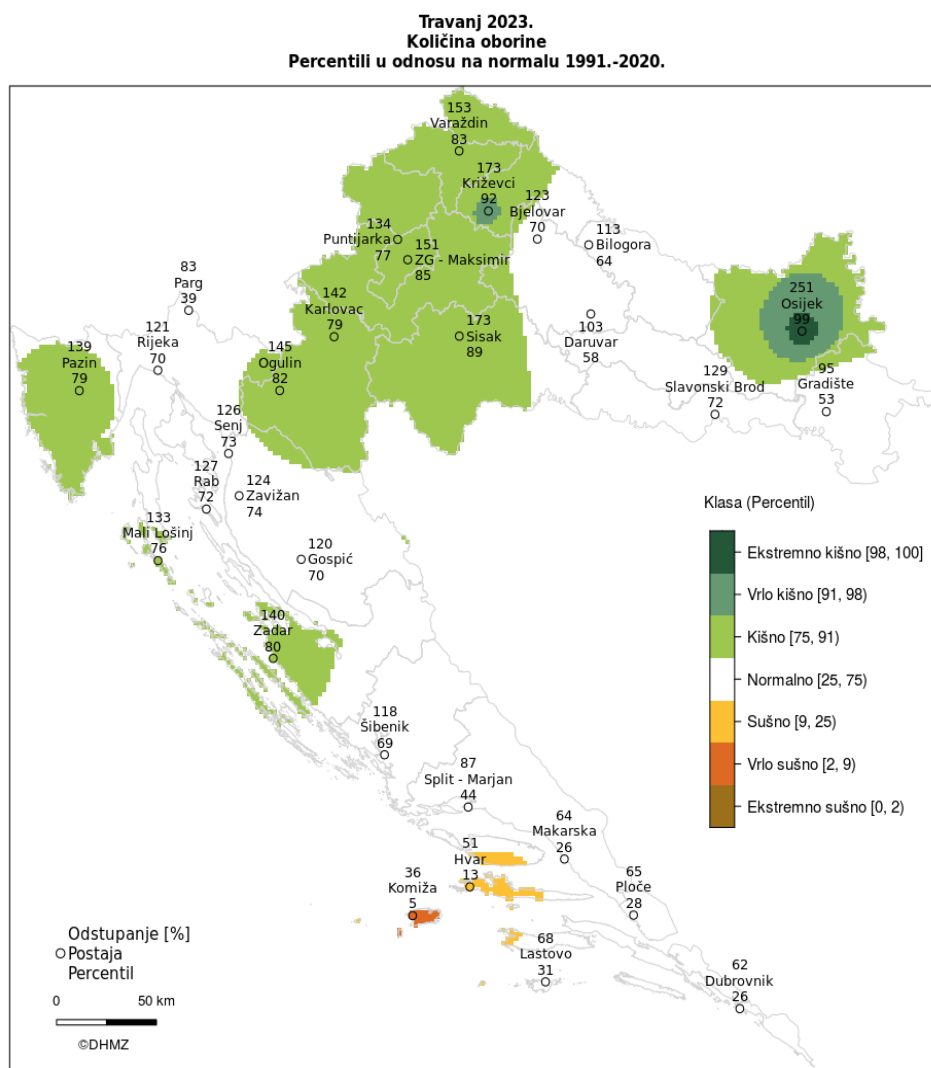 Travanj 2023.
Količina oborine
Percentili u odnosu na normalu 1991.-2020.
153
Varaždin
83
173
Križevci
92
123
Bjelovar
70
134
Puntijarka
77
151
ZG - Maksimir
85
113
Bilogora
64
83
Parg
39
142
Karlovac
79
173
Sisak
89
103
Daruvar
58
251
Osijek
99
121
Rijeka
70
139
Pazin
79
145
Ogulin
82
129
Slavonski Brod
72
95
Gradište
53
126
Senj
73
127
Rab
72
124
Zavižan
74
133
Mali Lošinj
76
120
Gospić
70
140
Zadar
80
118
Šibenik
69
87
Split - Marjan
44
64
Makarska
26
51
Hvar
13
36
Komiža
5
65
Ploče
28
68
Lastovo
31
62
Dubrovnik
26
Klasa (Percentil)
Ekstremno kišno [98, 100]
Vrlo kišno [91, 98)
Kišno [75, 91)
Normalno [25, 75)
Sušno [9, 25)
Vrlo sušno [2, 9)
Ekstremno sušno [0, 2)
Odstupanje [%]
Postaja
Percentil
0 50 km
©DHMZ